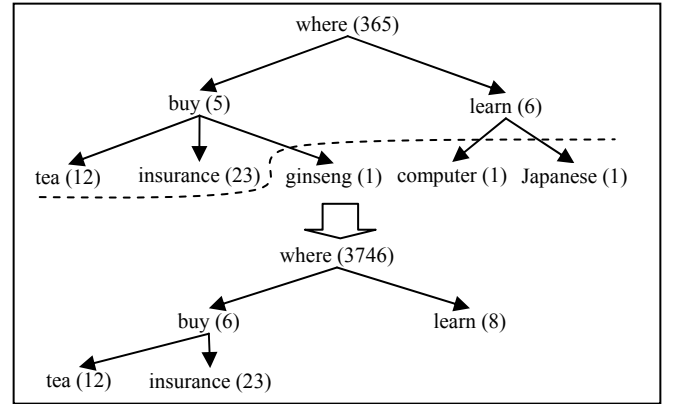 where (365)
buy (5) learn (6)
tea (12) insurance (23) ginseng (1) computer (1) Japanese (1)
where (3746)
buy (6) learn (8)
tea (12) insurance (23)